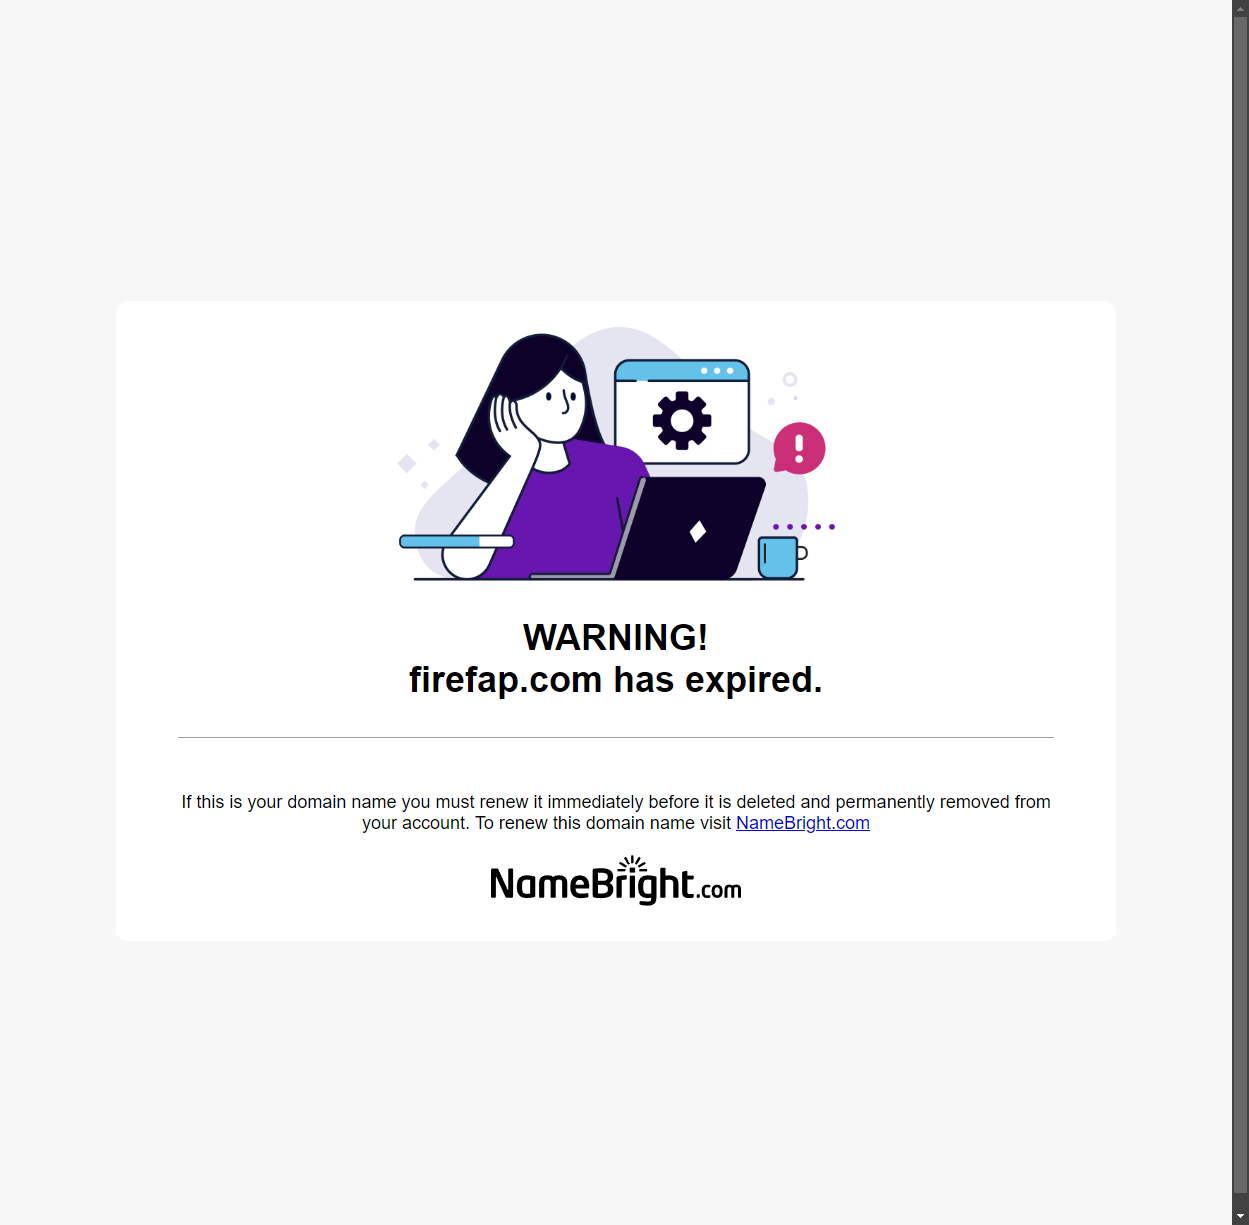 WARNING!
firefap.com has expired.
If this is your domain name you must renew it immediately before it is deleted and permanently removed from
your account. To renew this domain name visit NameBright.com
NameBright.com